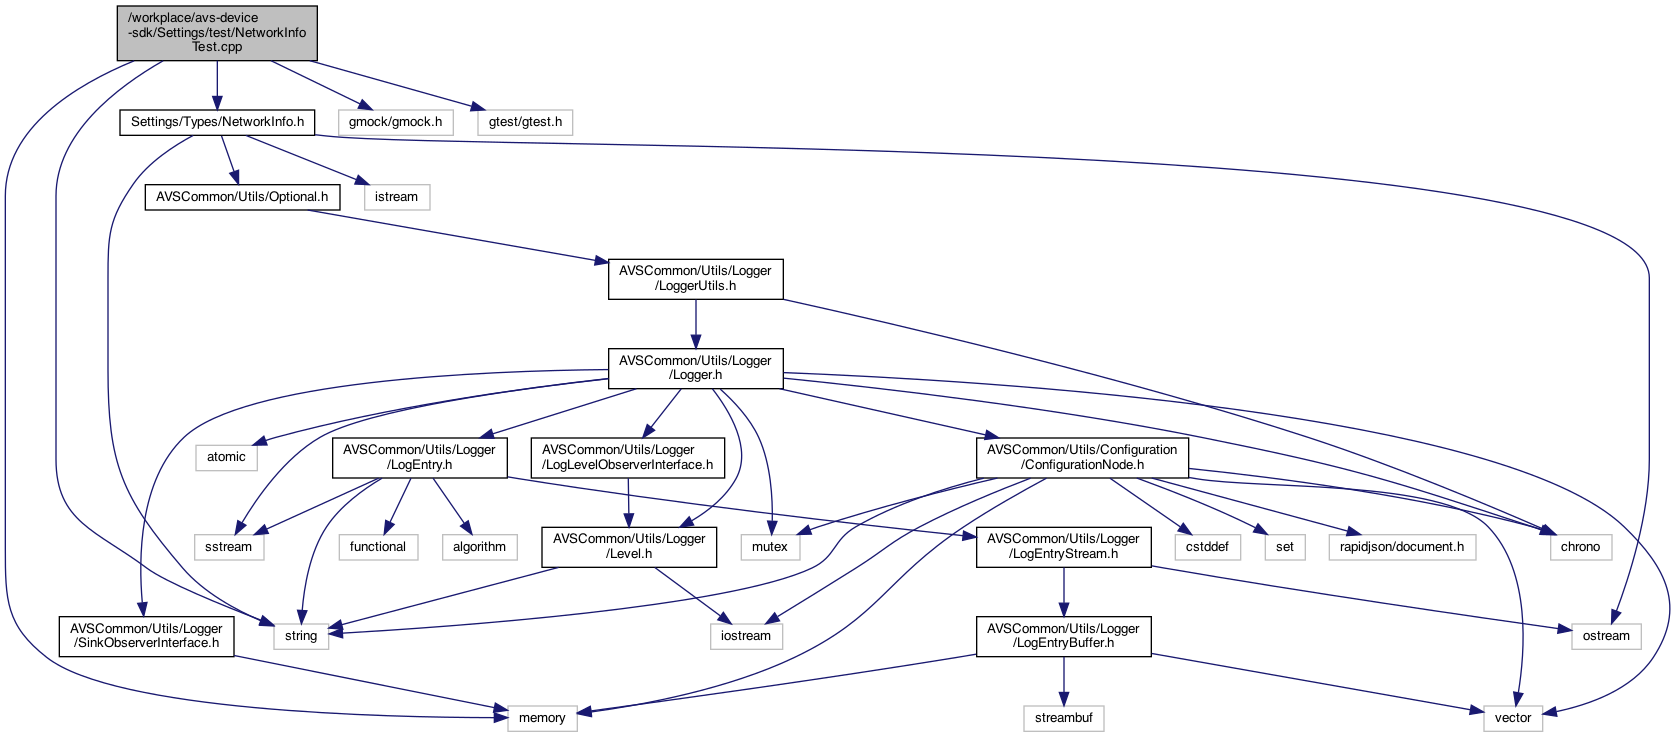 /workplace/avs-device
-sdk/Settings/test/NetworkInfo
Test.cpp
Settings/Types/NetworkInfo.h
gmock/gmock.h
gtest/gtest.h
AVSCommon/Utils/Optional.h
istream
AVSCommon/Utils/Logger
/LoggerUtils.h
AVSCommon/Utils/Logger
/Logger.h
atomic
AVSCommon/Utils/Logger
/LogEntry.h
AVSCommon/Utils/Logger
/LogLevelObserverInterface.h
AVSCommon/Utils/Configuration
/ConfigurationNode.h
sstream
functional
algorithm
AVSCommon/Utils/Logger
/Level.h
mutex
AVSCommon/Utils/Logger
/LogEntryStream.h
cstddef
set
rapidjson/document.h
chrono
AVSCommon/Utils/Logger
/SinkObserverInterface.h
string
iostream
AVSCommon/Utils/Logger
/LogEntryBuffer.h
ostream
memory
streambuf
vector